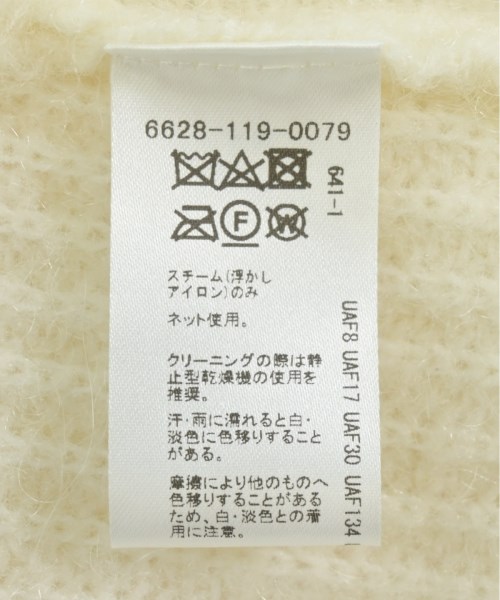 6628-119-0079
641-1
F
W
スチーム(浮かし
アイロン)のみ
ネット使用。
クリーニングの際は静
止型乾燥機の使用を
推奨。
汗・雨に濡れると白・
淡色に色移りすること
がある。
摩擦により他のものへ
色移りすることがある
ため、白・淡色との着
用に注意。
UAF8 UAF17 UAF30 UAF134